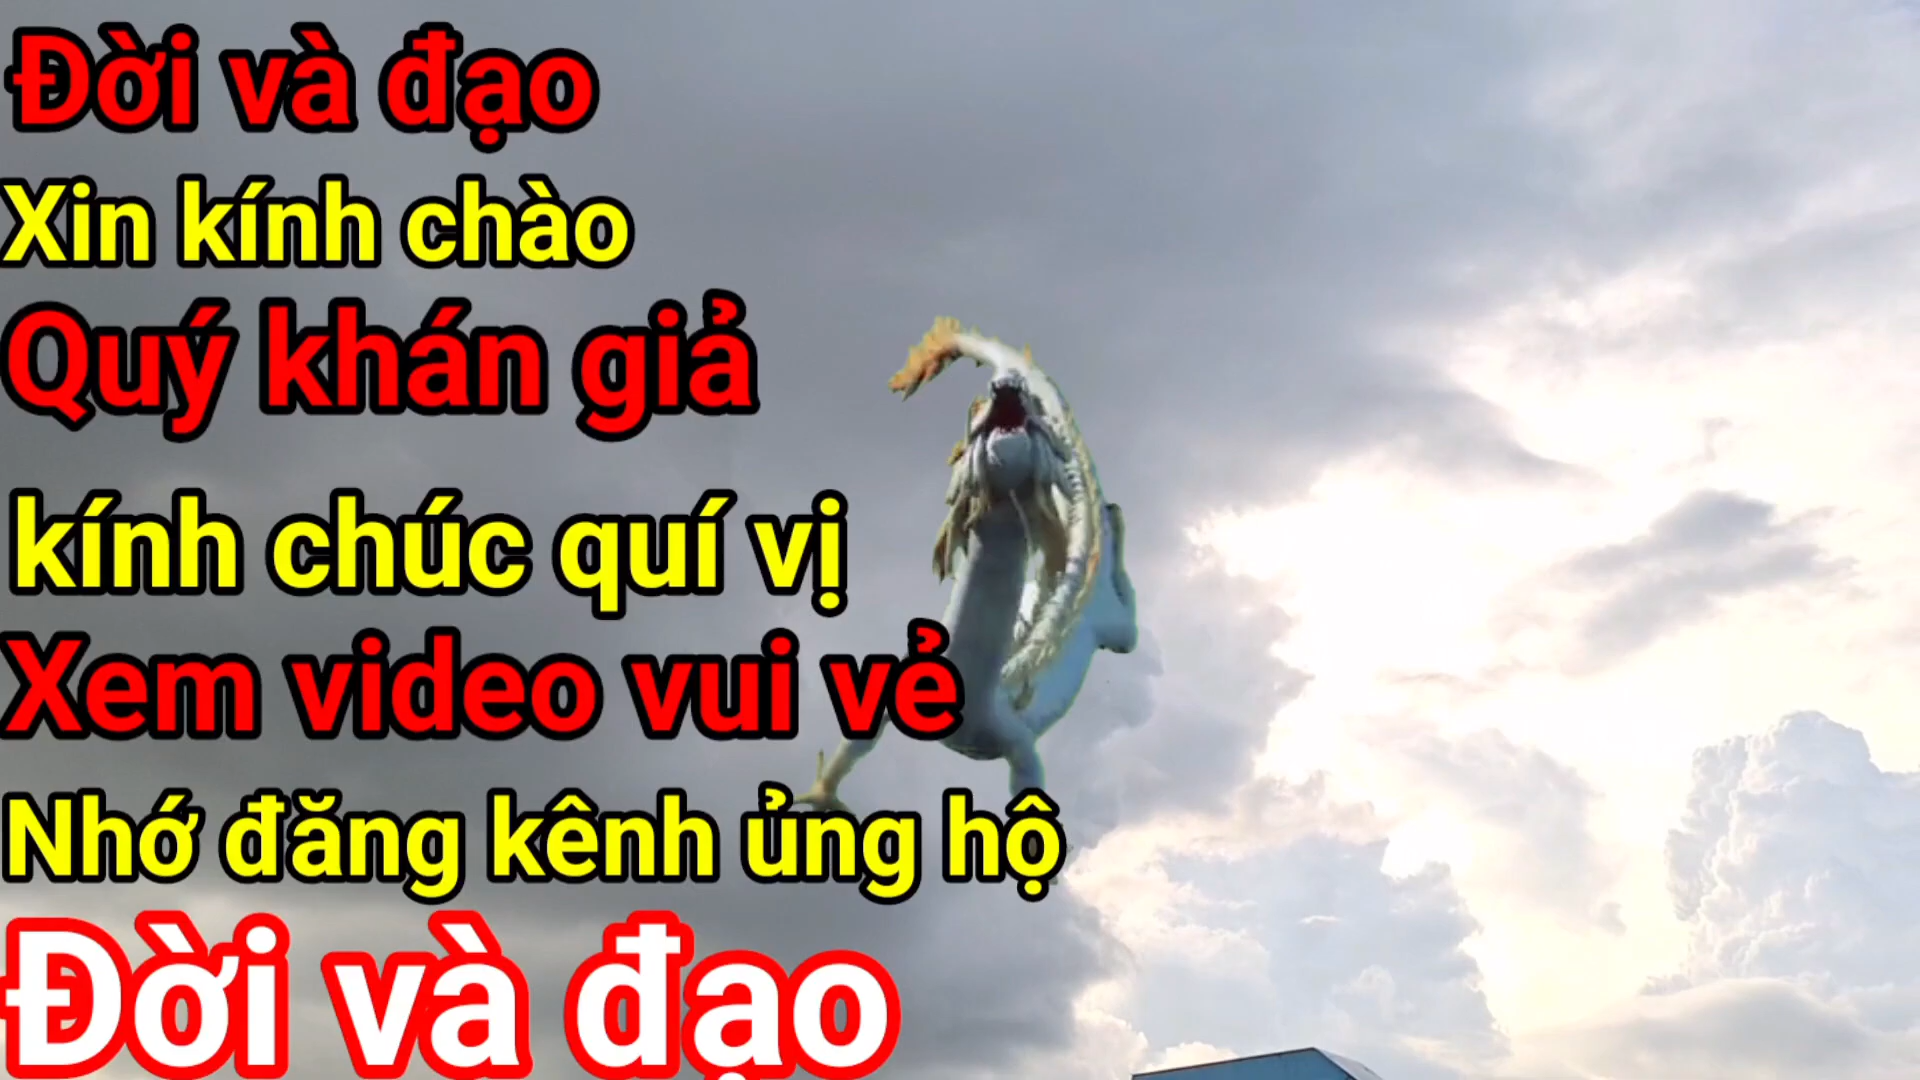 Đời và đạo
Xin kính chào
Quý khán giả
kính chúc quí vị
Xem video vui vẻ
Nhớ đăng kênh ủng hộ
Đời và đạo